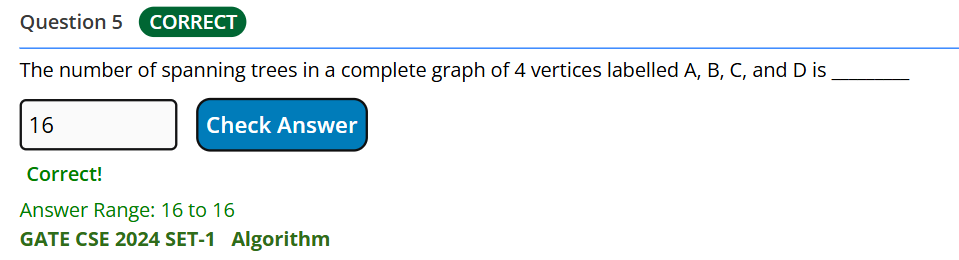 Question 5 CORRECT
The number of spanning trees in a complete graph of 4 vertices labelled A, B, C, and D is _________
16 Check Answer
Correct!
Answer Range: 16 to 16
GATE CSE 2024 SET-1 Algorithm